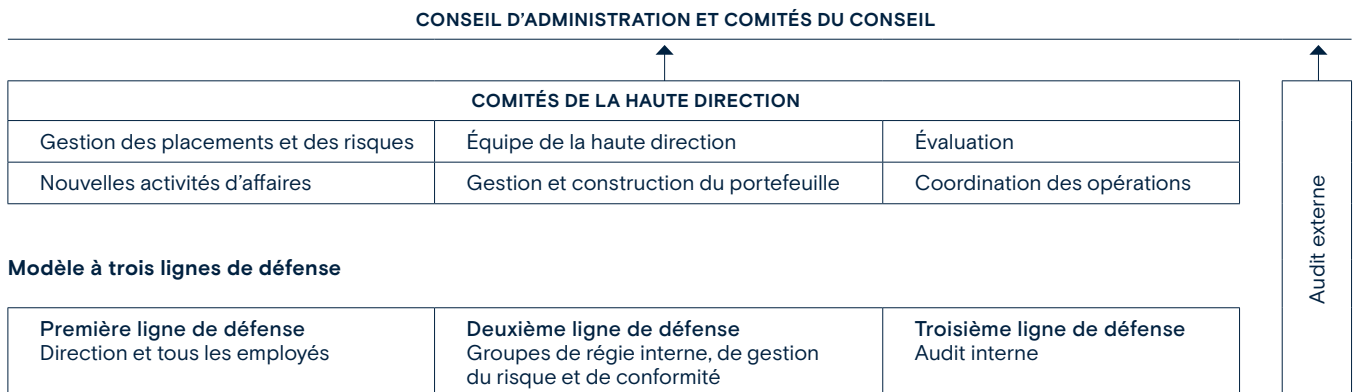 CONSEIL D’ADMINISTRATION ET COMITÉS DU CONSEIL
COMITÉS DE LA HAUTE DIRECTION
Gestion des placements et des risques
Équipe de la haute direction
Évaluation
Nouvelles activités d’affaires
Gestion et construction du portefeuille
Coordination des opérations
Audit externe
Modèle à trois lignes de défense
Première ligne de défense
Direction et tous les employés
Deuxième ligne de défense
Groupes de régie interne, de gestion
du risque et de conformité
Troisième ligne de défense
Audit interne